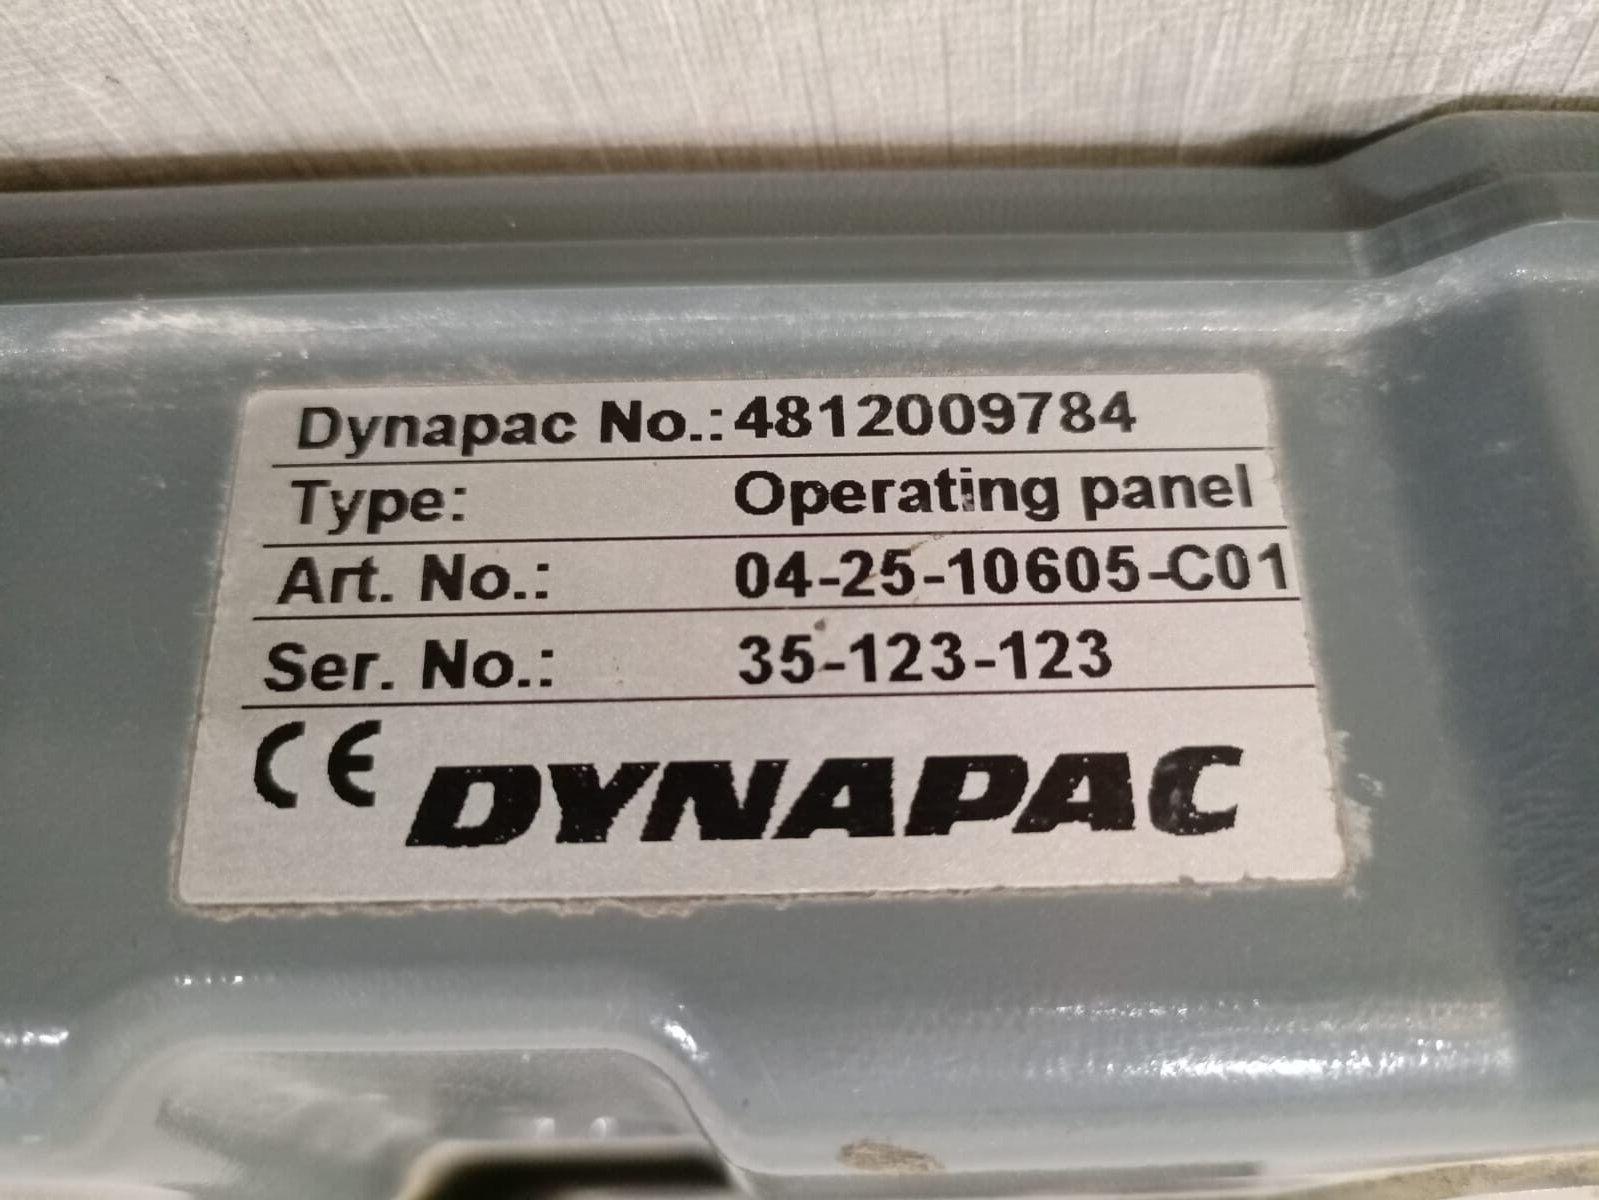 Dynapac No.: 4812009784
Type: Operating panel
Art. No.: 04-25-10605-C01
Ser. No.: 35-123-123
CE DYNAPAC